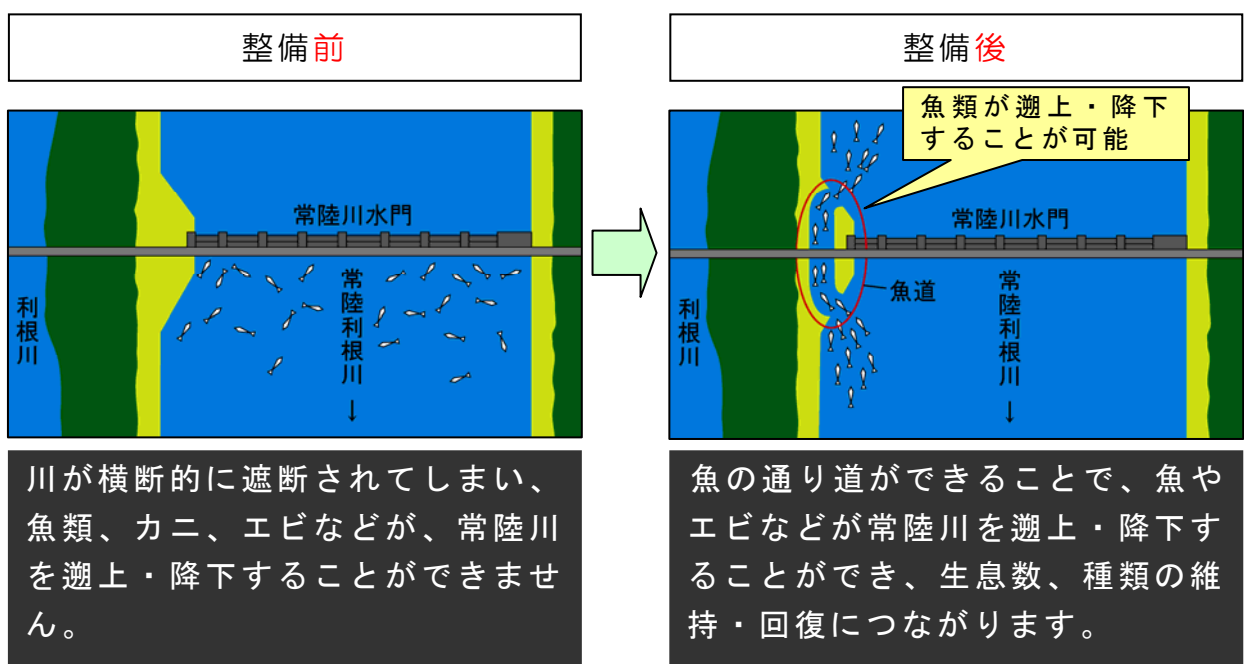 整備前
常陸川水門
利根川
常陸利根川
↓
川が横断的に遮断されてしまい、
魚類、カニ、エビなどが、常陸川
を遡上・降下することができませ
ん。
整備後
魚類が遡上・降下
することが可能
常陸川水門
魚道
利根川
常陸利根川
↓
魚の通り道ができることで、魚や
エビなどが常陸川を遡上・降下す
ることができ、生息数、種類の維
持・回復につながります。